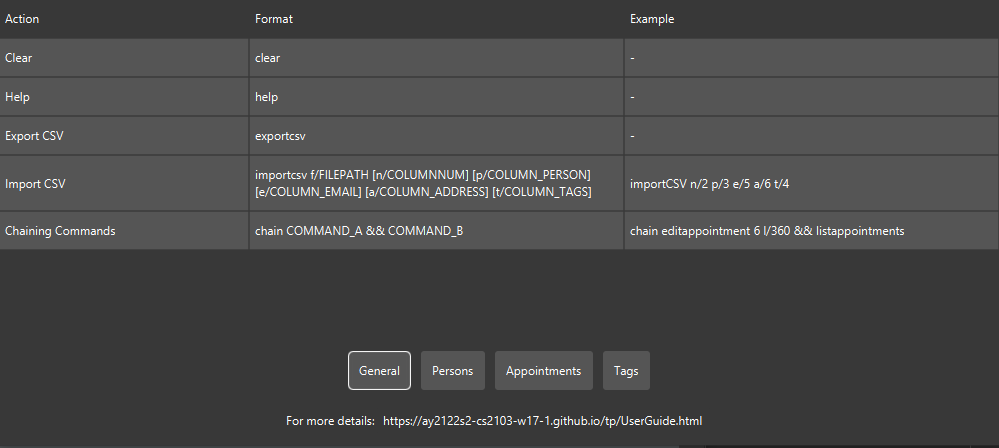 Action Format Example
Clear clear -
Help help -
Export CSV exportcsv -
Import CSV importcsv f/FILEPATH [n/COLUMNNUM] [p/COLUMN_PERSON] importCSV n/2 p/3 e/5 a/6 t/4
[e/COLUMN_EMAIL] [a/COLUMN_ADDRESS] [t/COLUMN_TAGS]
Chaining Commands chain COMMAND_A && COMMAND_B chain editappointment 6 l/360 && listappointments
General Persons Appointments Tags
For more details: https://ay2122s2-cs2103-w17-1.github.io/tp/UserGuide.html